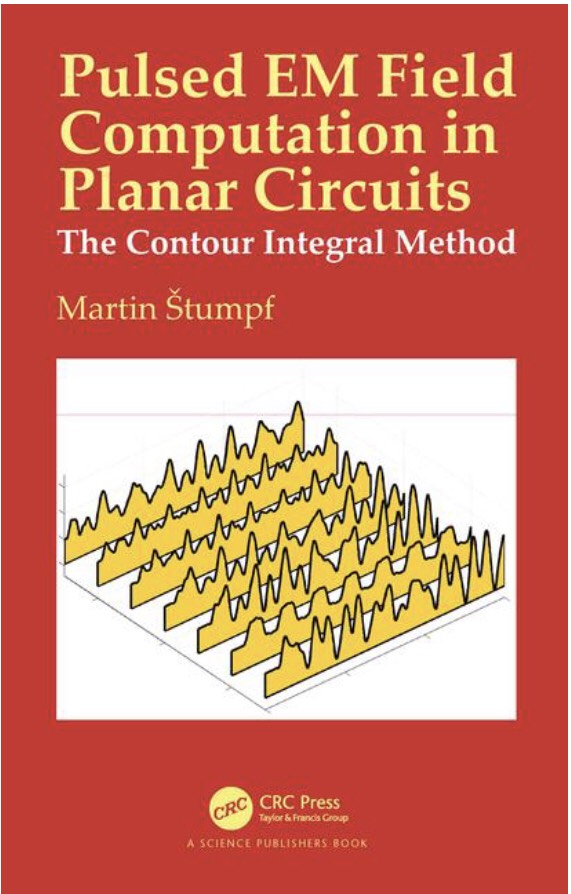 Pulsed EM Field
Computation in
Planar Circuits
The Contour Integral Method
Martin Štumpf
CRC
CRC Press
Taylor & Francis Group
A SCIENCE PUBLISHERS BOOK